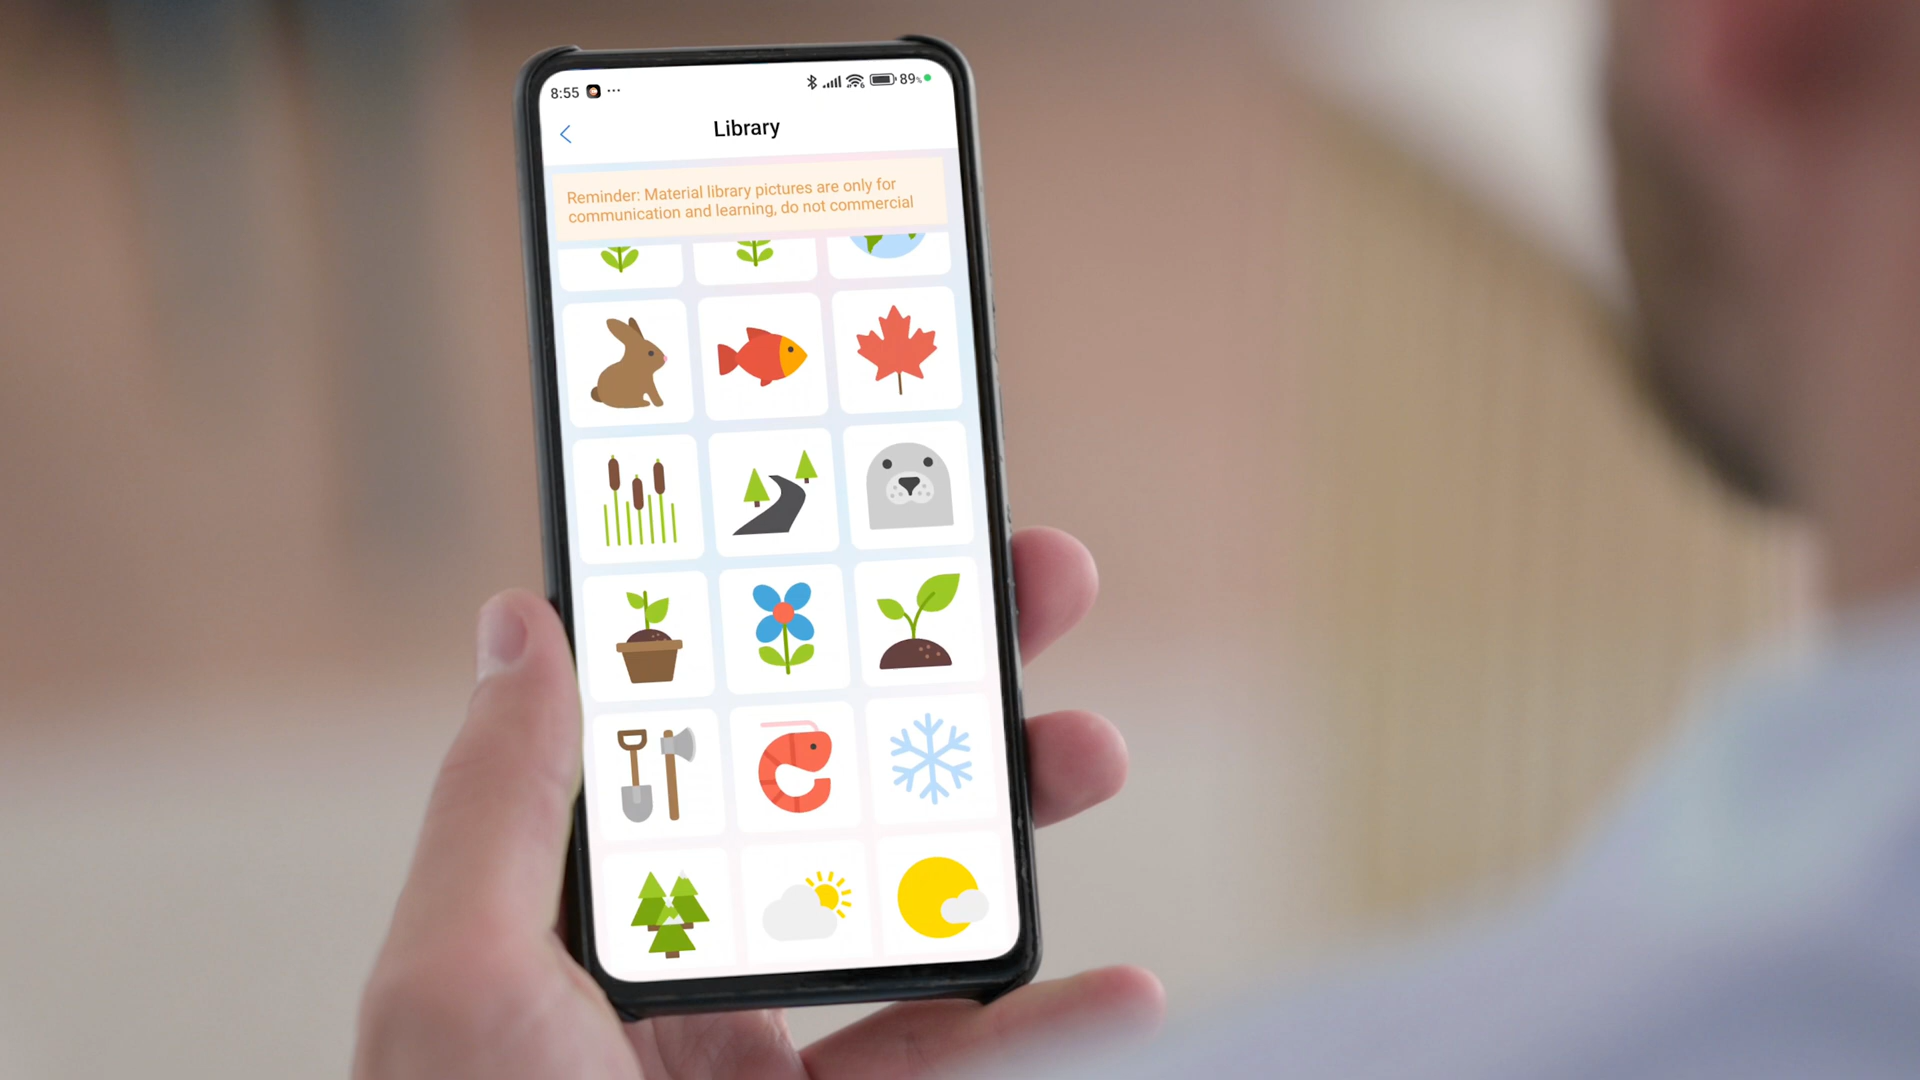 8:55 ... 89%
Library
Reminder: Material library pictures are only for
communication and learning, do not commercial